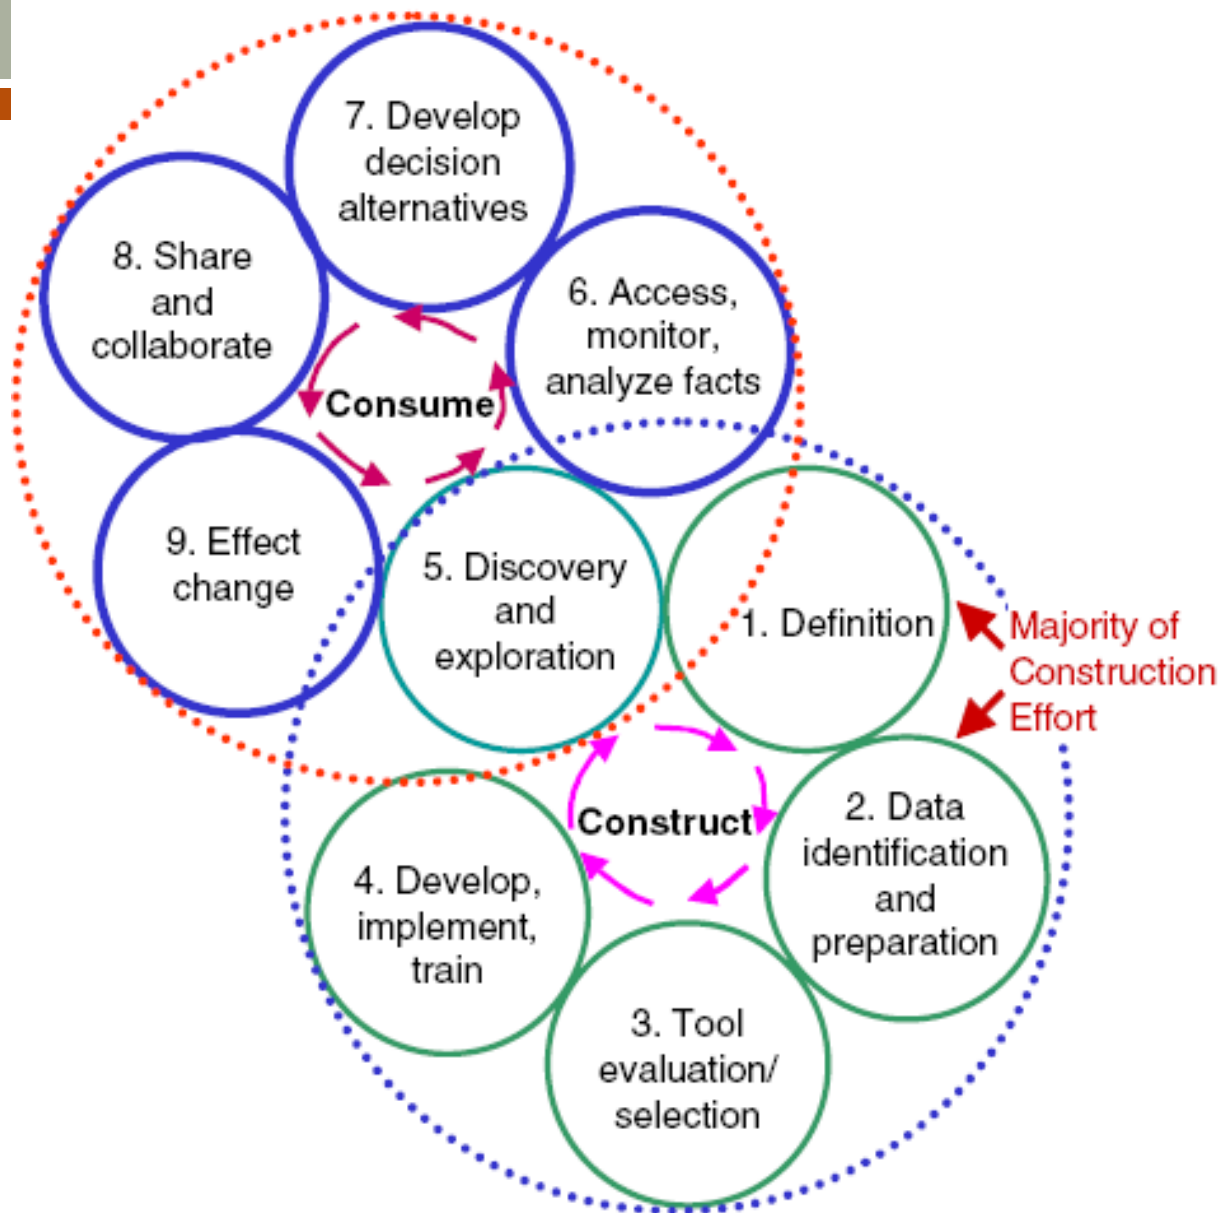 7. Develop
decision
alternatives
8. Share
and
collaborate
6. Access,
monitor,
analyze facts
Consume
9. Effect
change
5. Discovery
and
exploration
1. Definition
Majority of
Construction
Effort
Construct
2. Data
identification
and
preparation
4. Develop,
implement,
train
3. Tool
evaluation/
selection